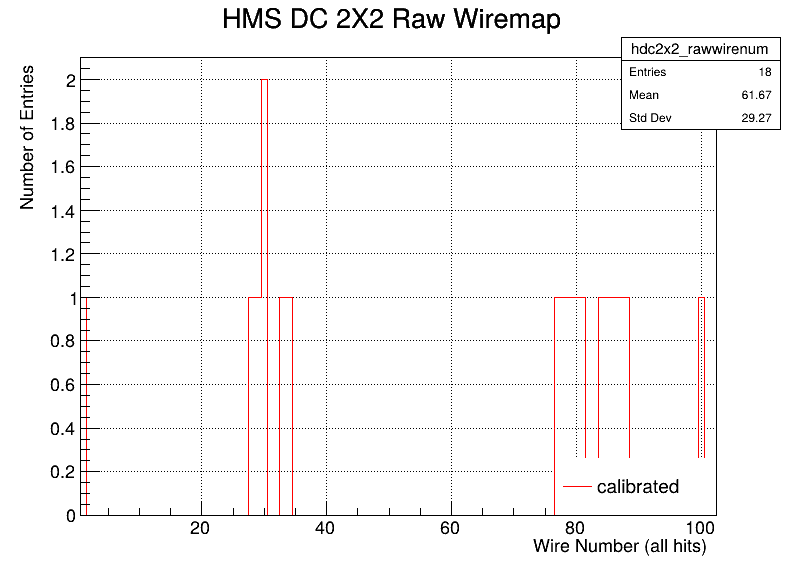 HMS DC 2X2 Raw Wiremap
hdc2x2_rawwirenum
Entries 18
Mean 61.67
Std Dev 29.27
Number of Entries
2
1.8
1.6
1.4
1.2
1
0.8
0.6
0.4
0.2
0
calibrated
20 40 60 80 100
Wire Number (all hits)